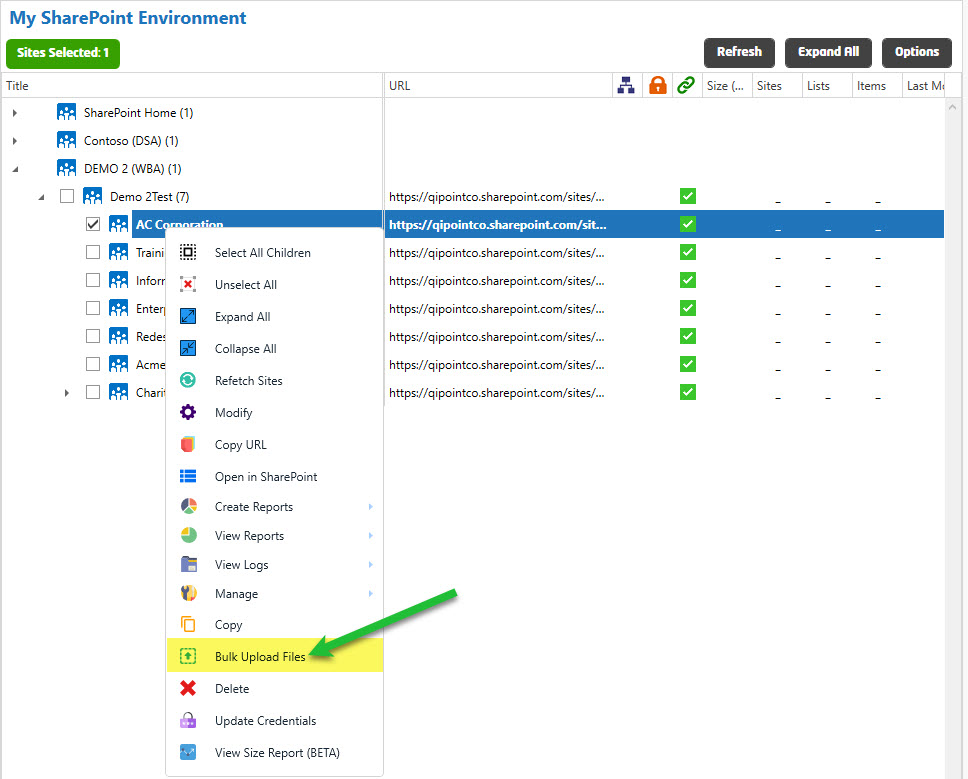 My SharePoint Environment
Sites Selected: 1
Refresh Expand All Options
Title URL Size (... Sites Lists Items Last Mo
SharePoint Home (1)
Contoso (DSA) (1)
DEMO 2 (WBA) (1)
Demo 2Test (7) https://qipointco.sharepoint.com/sites/... _ _ _
AC Corporation https://qipointco.sharepoint.com/sit... _ _ _
Traini https://qipointco.sharepoint.com/sites/... _ _ _
Select All Children
Inforr https://qipointco.sharepoint.com/sites/... _ _ _
Unselect All
Enterp https://qipointco.sharepoint.com/sites/... _ _ _
Expand All
Redes https://qipointco.sharepoint.com/sites/... _ _ _
Collapse All
Acme https://qipointco.sharepoint.com/sites/... _ _ _
Refetch Sites
Charit https://qipointco.sharepoint.com/sites/... _ _ _
Modify
Copy URL
Open in SharePoint
Create Reports
View Reports
View Logs
Manage
Copy
Bulk Upload Files
Delete
Update Credentials
View Size Report (BETA)